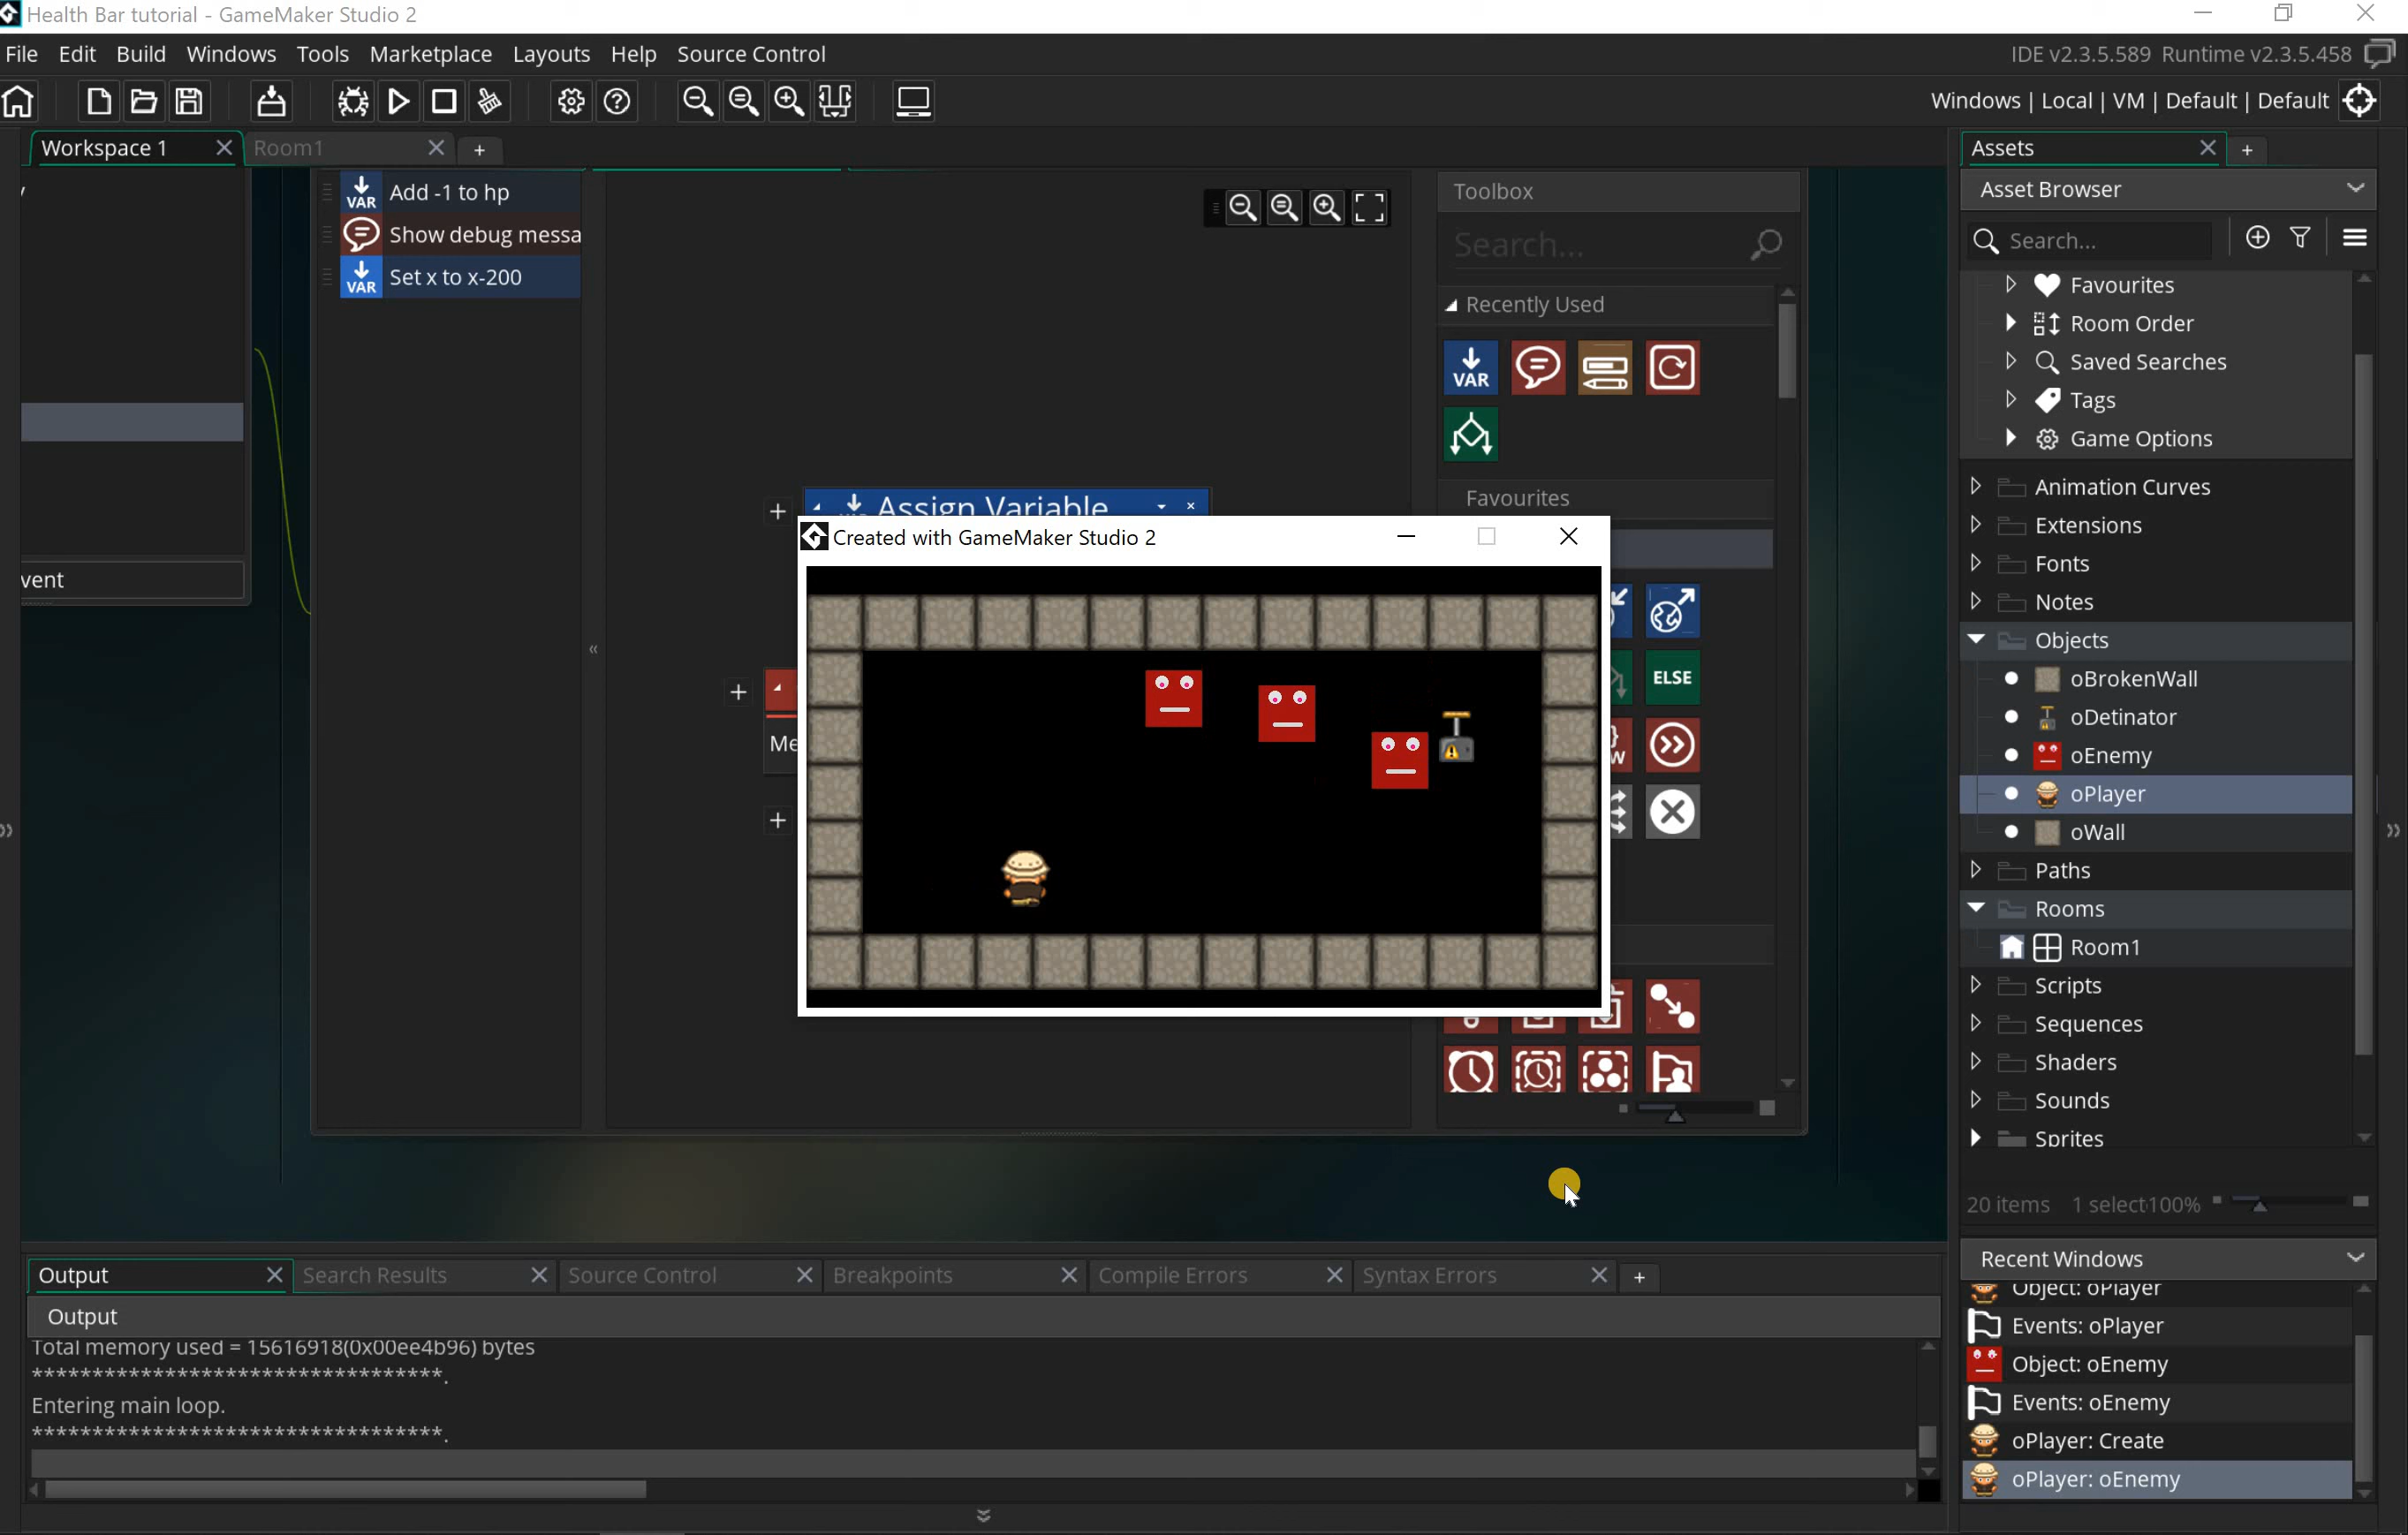 Health Bar tutorial - GameMaker Studio 2
File Edit Build Windows Tools Marketplace Layouts Help Source Control
IDE v2.3.5.589 Runtime v2.3.5.458
Windows | Local | VM | Default | Default
Workspace 1
Room1
+
Assets
+
Asset Browser
Search...
Favourites
Room Order
Saved Searches
Tags
Game Options
Animation Curves
Extensions
Fonts
Notes
Objects
oBrokenWall
oDetinator
oEnemy
oPlayer
oWall
Paths
Rooms
Room1
Scripts
Sequences
Shaders
Sounds
Sprites
20 items 1 select 100%
Recent Windows
Object: oPlayer
Events: oPlayer
Object: oEnemy
Events: oEnemy
oPlayer: Create
oPlayer: oEnemy
VAR Add -1 to hp
Show debug messa
VAR Set x to x-200
vent
Toolbox
Search...
Recently Used
VAR
Favourites
ELSE
Assign Variable
Me
Created with GameMaker Studio 2
Output
Search Results
Source Control
Breakpoints
Compile Errors
Syntax Errors
+
Output
Total memory used = 15616918(0x00ee4b96) bytes
**********************************.
Entering main loop.
**********************************.